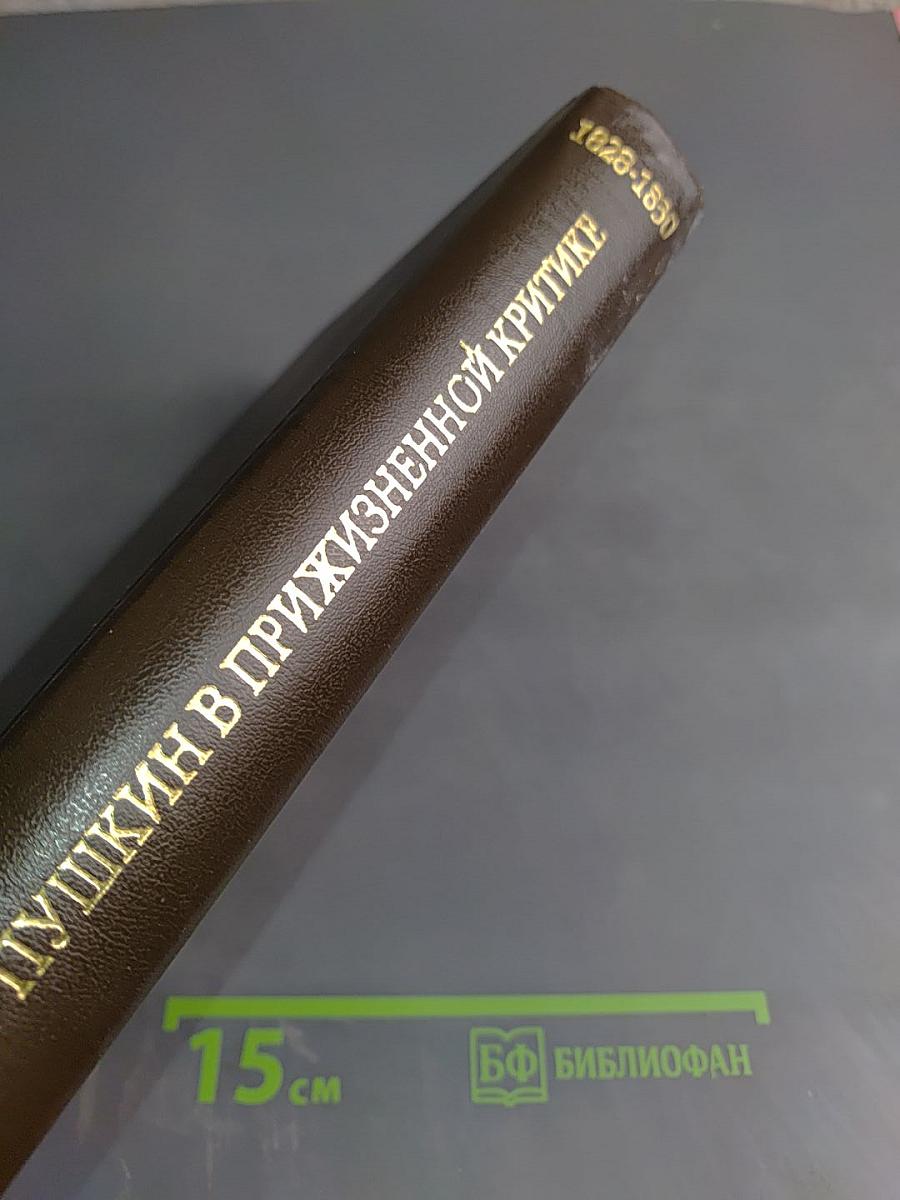 1828-1830
ПУШКИН В ПРИЖИЗНЕННОЙ КРИТИКЕ
15 см
БФ БИБЛИОФАН